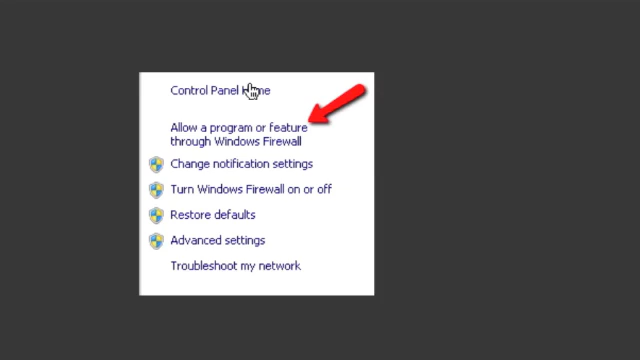 Control Panel Home
Allow a program or feature
through Windows Firewall
Change notification settings
Turn Windows Firewall on or off
Restore defaults
Advanced settings
Troubleshoot my network